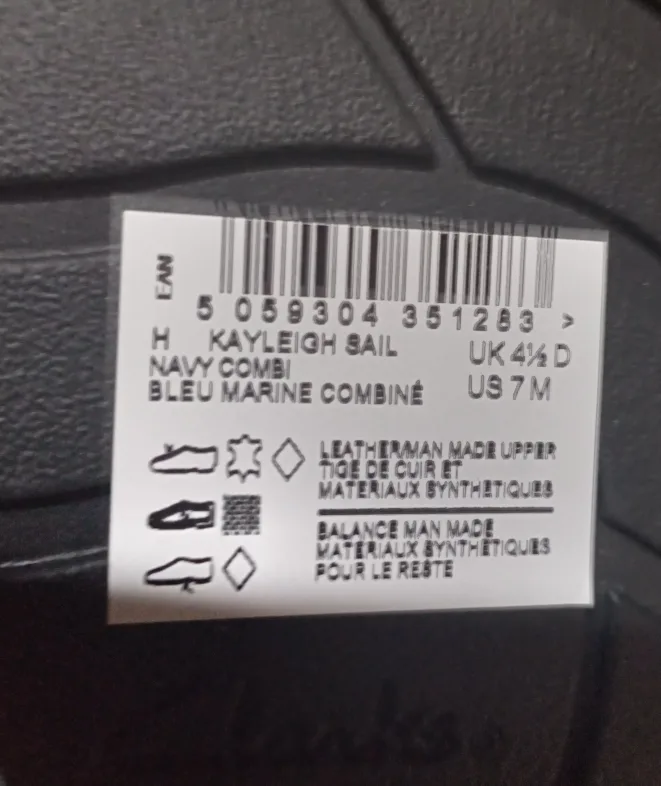 EAN
5 059304 351283 >
H KAYLEIGH SAIL
UK 4½ D
NAVY COMBI
BLEU MARINE COMBINÉ
US 7 M
LEATHER/MAN MADE UPPER
TIGE DE CUIR ET
MATERIAUX SYNTHETIQUES
BALANCE MAN MADE
MATERIAUX SYNTHETIQUES
POUR LE RESTE
Clarks